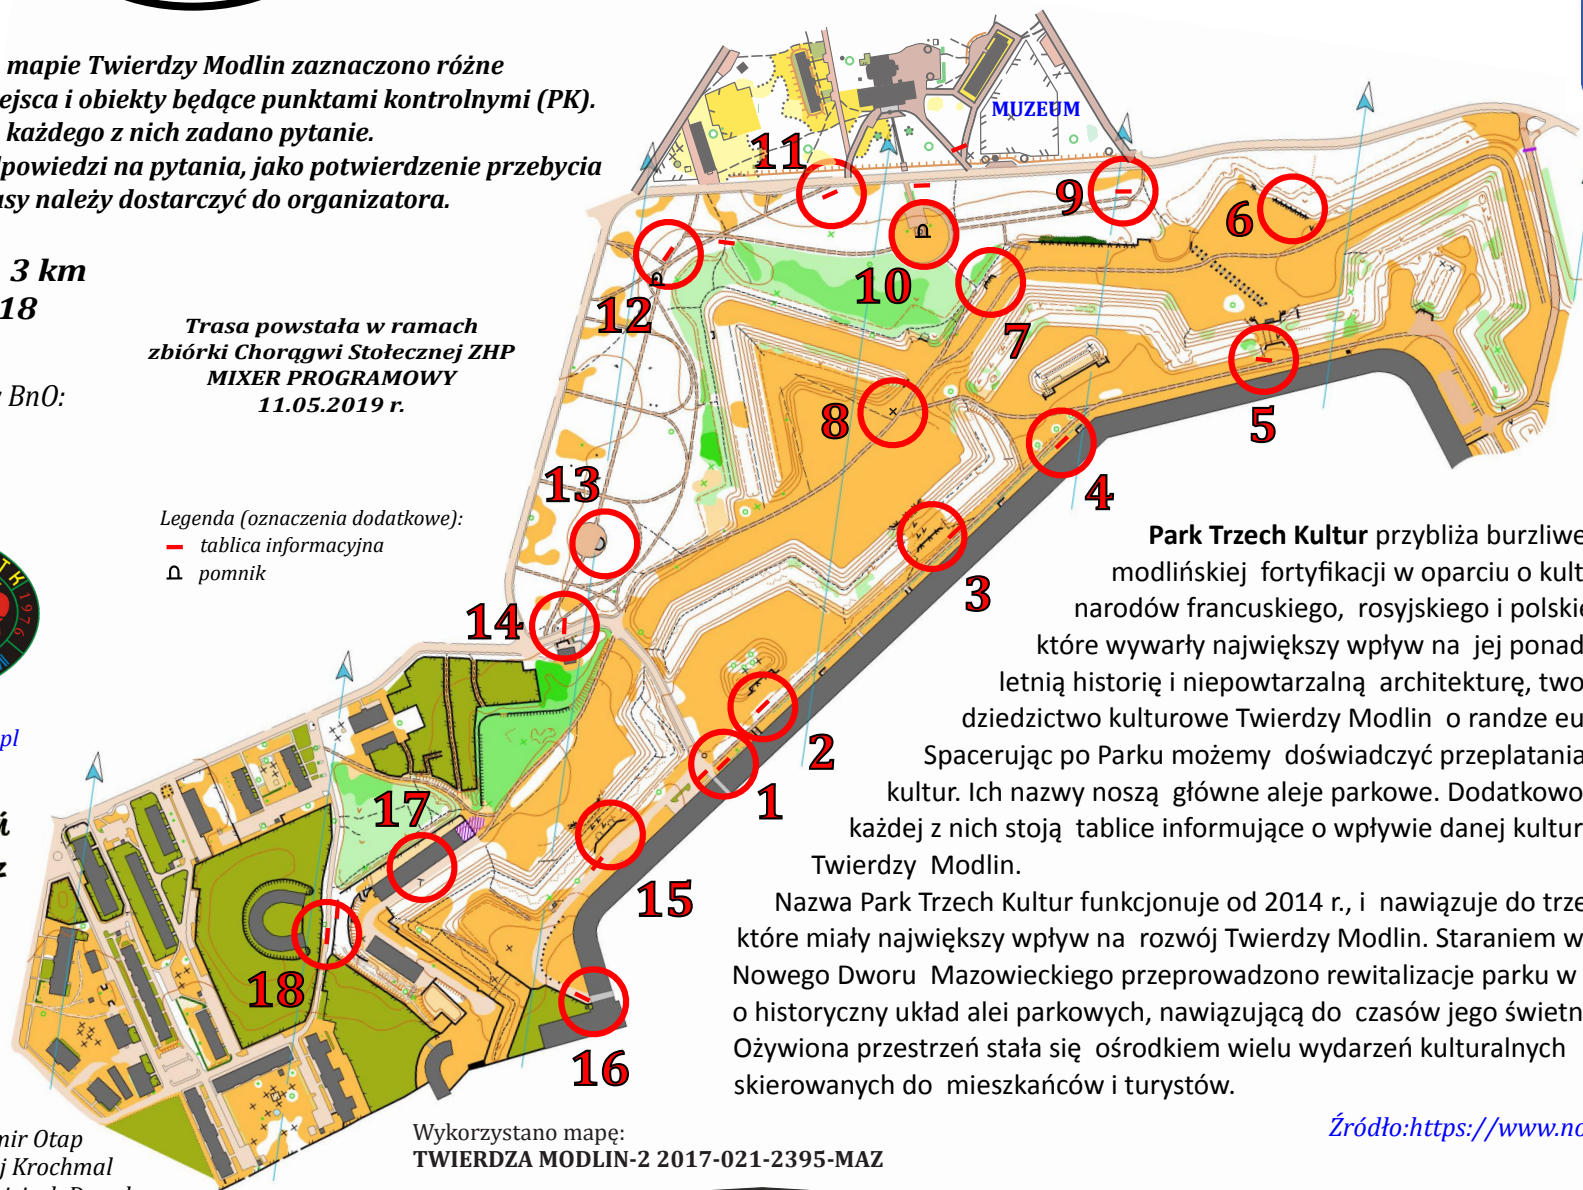 mapie Twierdzy Modlin zaznaczono różne
ejsca i obiekty będące punktami kontrolnymi (PK).
każdego z nich zadano pytanie.
powiedzi na pytania, jako potwierdzenie przebycia
sy należy dostarczyć do organizatora.
3 km
18
Trasa powstała w ramach
zbiórki Chorągwi Stołecznej ZHP
MIXER PROGRAMOWY
11.05.2019 r.
BnO:
Legenda (oznaczenia dodatkowe):
tablica informacyjna
pomnik
T K 1976
pl
MUZEUM
11
9
6
10
12
7
8
5
13
4
3
14
2
1
17
15
18
16
Park Trzech Kultur przybliża burzliwe
modlińskiej fortyfikacji w oparciu o kult
narodów francuskiego, rosyjskiego i polskie
które wywarły największy wpływ na jej ponad
letnią historię i niepowtarzalną architekturę, two
dziedzictwo kulturowe Twierdzy Modlin o randze eu
Spacerując po Parku możemy doświadczyć przeplatania
kultur. Ich nazwy noszą główne aleje parkowe. Dodatkowo
każdej z nich stoją tablice informujące o wpływie danej kultur
Twierdzy Modlin.
Nazwa Park Trzech Kultur funkcjonuje od 2014 r., i nawiązuje do trze
które miały największy wpływ na rozwój Twierdzy Modlin. Staraniem w
Nowego Dworu Mazowieckiego przeprowadzono rewitalizacje parku w
o historyczny układ alei parkowych, nawiązującą do czasów jego świetn
Ożywiona przestrzeń stała się ośrodkiem wielu wydarzeń kulturalnych
skierowanych do mieszkańców i turystów.
Źródło:https://www.no
mir Otap
j Krochmal
Wykorzystano mapę:
TWIERDZA MODLIN-2 2017-021-2395-MAZ